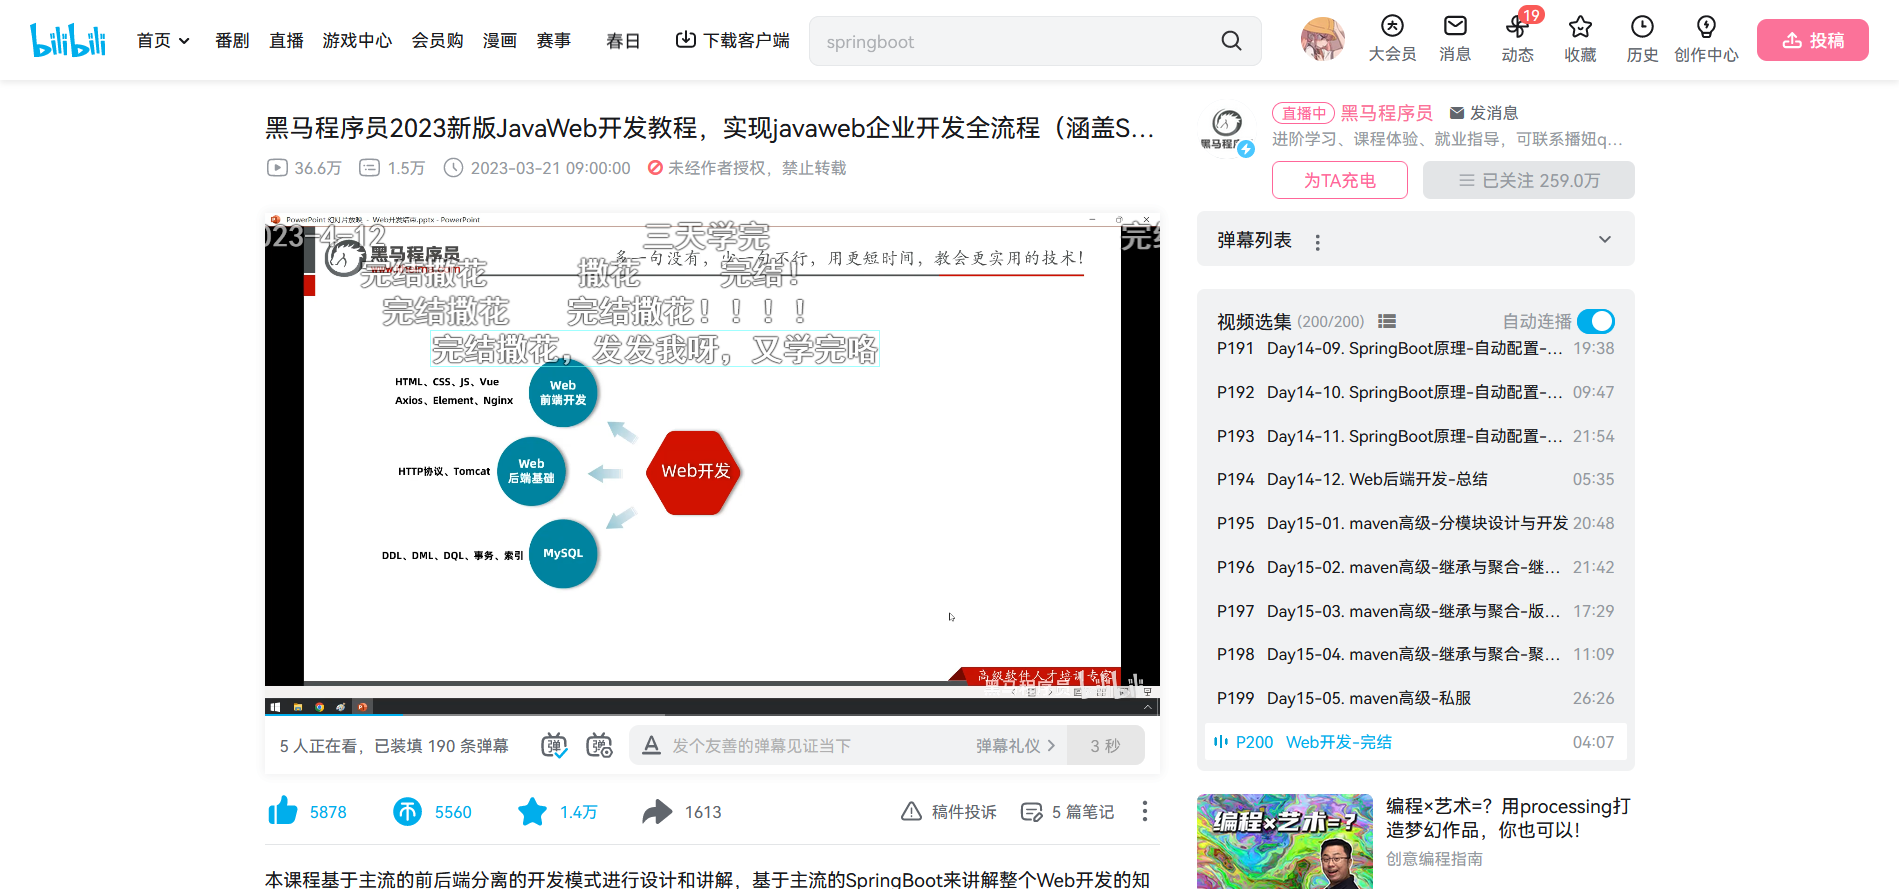 bilibili
首页
番剧
直播
游戏中心
会员购
漫画
赛事
春日
下载客户端
springboot
大会员
消息
19
动态
收藏
历史
创作中心
投稿
黑马程序员2023新版JavaWeb开发教程，实现javaweb企业开发全流程（涵盖S...
36.6万
1.5万
2023-03-21 09:00:00
未经作者授权，禁止转载
PowerPoint 幻灯片放映 - Web开发结束.pptx - PowerPoint
023-4-12
三天学完
完结
黑马程序员
多一句没有，少一句不行，用更短时间，教会更实用的技术！
完结撒花
撒花
完结！
完结撒花
完结撒花！！！！
完结撒花，发发我呀，又学完咯
HTML、CSS、JS、Vue
Axios、Element、Nginx
Web
前端开发
HTTP协议、Tomcat
Web
后端基础
Web开发
DDL、DML、DQL、事务、索引
MySQL
高级软件人才培训专家
黑马程序员
bilibili
5 人正在看，已装填 190 条弹幕
弹
弹
A
发个友善的弹幕见证当下
弹幕礼仪
3 秒
5878
5560
1.4万
1613
稿件投诉
5 篇笔记
本课程基于主流的前后端分离的开发模式进行设计和讲解，基于主流的SpringBoot来讲解整个Web开发的知
黑马程序
直播中
黑马程序员
发消息
进阶学习、课程体验、就业指导，可联系播妞q...
为TA充电
已关注 259.0万
弹幕列表
视频选集 (200/200)
自动连播
P191 Day14-09. SpringBoot原理-自动配置-... 19:38
P192 Day14-10. SpringBoot原理-自动配置-... 09:47
P193 Day14-11. SpringBoot原理-自动配置-... 21:54
P194 Day14-12. Web后端开发-总结 05:35
P195 Day15-01. maven高级-分模块设计与开发 20:48
P196 Day15-02. maven高级-继承与聚合-继... 21:42
P197 Day15-03. maven高级-继承与聚合-版... 17:29
P198 Day15-04. maven高级-继承与聚合-聚... 11:09
P199 Day15-05. maven高级-私服 26:26
P200 Web开发-完结 04:07
编程×艺术=？
编程×艺术=？用processing打
造梦幻作品，你也可以！
创意编程指南